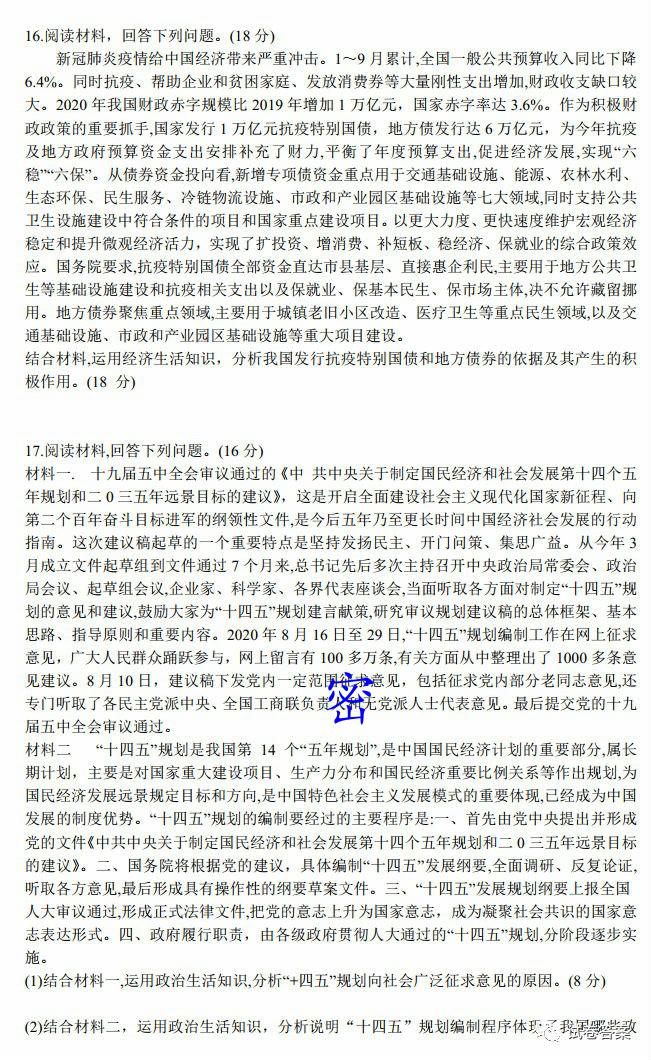 16.阅读材料，回答下列问题。(18 分)
新冠肺炎疫情给中国经济带来严重冲击。1～9 月累计,全国一般公共预算收入同比下降
6.4%。同时抗疫、帮助企业和贫困家庭、发放消费券等大量刚性支出增加,财政收支缺口较
大。2020 年我国财政赤字规模比 2019 年增加 1 万亿元，国家赤字率达 3.6%。作为积极财
政政策的重要抓手,国家发行 1 万亿元抗疫特别国债，地方债发行达 6 万亿元，为今年抗疫
及地方政府预算资金支出安排补充了财力,平衡了年度预算支出,促进经济发展,实现“六
稳”“六保”。从债券资金投向看,新增专项债资金重点用于交通基础设施、能源、农林水利、
生态环保、民生服务、冷链物流设施、市政和产业园区基础设施等七大领域,同时支持公共
卫生设施建设中符合条件的项目和国家重点建设项目。以更大力度、更快速度维护宏观经济
稳定和提升微观经济活力，实现了扩投资、增消费、补短板、稳经济、保就业的综合政策效
应。国务院要求,抗疫特别国债全部资金直达市县基层、直接惠企利民,主要用于地方公共卫
生等基础设施建设和抗疫相关支出以及保就业、保基本民生、保市场主体,决不允许藏留挪
用。地方债券聚焦重点领域,主要用于城镇老旧小区改造、医疗卫生等重点民生领域,以及交
通基础设施、市政和产业园区基础设施等重大项目建设。
结合材料,运用经济生活知识，分析我国发行抗疫特别国债和地方债券的依据及其产生的积
极作用。(18 分)
17.阅读材料,回答下列问题。(16 分)
材料一. 十九届五中全会审议通过的《中 共中央关于制定国民经济和社会发展第十四个五
年规划和二 0 三五年远景目标的建议》，这是开启全面建设社会主义现代化国家新征程、向
第二个百年奋斗目标进军的纲领性文件,是今后五年乃至更长时间中国经济社会发展的行动
指南。这次建议稿起草的一个重要特点是坚持发扬民主、开门问策、集思广益。从今年 3
月成立文件起草组到文件通过 7 个月来,总书记先后多次主持召开中央政治局常委会、政治
局会议、起草组会议,企业家、科学家、各界代表座谈会,当面听取各方面对制定“十四五”规
划的意见和建议,鼓励大家为“十四五”规划建言献策,研究审议规划建议稿的总体框架、基本
思路、指导原则和重要内容。2020 年 8 月 16 日至 29 日,“十四五”规划编制工作在网上征求
意见，广大人民群众踊跃参与，网上留言有 100 多万条,有关方面从中整理出了 1000 多条意
见建议。8 月 10 日，建议稿下发党内一定范围征求意见，包括征求党内部分老同志意见,还
专门听取了各民主党派中央、全国工商联负责人和无党派人士代表意见。最后提交党的十九
届五中全会审议通过。
密
材料二 “十四五”规划是我国第 14 个“五年规划”,是中国国民经济计划的重要部分,属长
期计划，主要是对国家重大建设项目、生产力分布和国民经济重要比例关系等作出规划,为
国民经济发展远景规定目标和方向,是中国特色社会主义发展模式的重要体现,已经成为中国
发展的制度优势。“十四五”规划的编制要经过的主要程序是:一、首先由党中央提出并形成
党的文件《中共中央关于制定国民经济和社会发展第十四个五年规划和二 0 三五年远景目标
的建议》。二、国务院将根据党的建议，具体编制“十四五”发展纲要,全面调研、反复论证,
听取各方意见,最后形成具有操作性的纲要草案文件。三、“十四五”发展规划纲要上报全国
人大审议通过,形成正式法律文件,把党的意志上升为国家意志，成为凝聚社会共识的国家意
志表达形式。四、政府履行职责，由各级政府贯彻人大通过的“十四五”规划,分阶段逐步实
施。
(1)结合材料一,运用政治生活知识,分析“+四五”规划向社会广泛征求意见的原因。(8 分)
(2)结合材料二，运用政治生活知识，分析说明“十四五”规划编制程序体现了我国哪些政
试卷答案